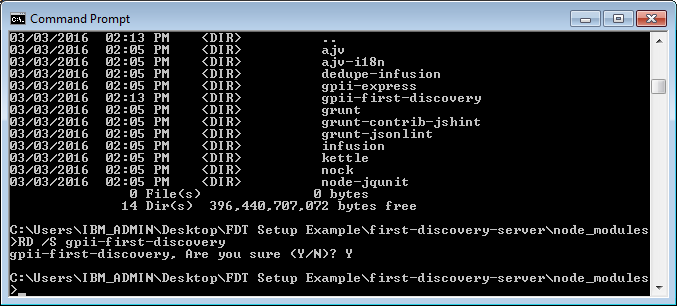 Command Prompt
03/03/2016  02:13 PM    <DIR>          ..
03/03/2016  02:05 PM    <DIR>          ajv
03/03/2016  02:05 PM    <DIR>          ajv-i18n
03/03/2016  02:05 PM    <DIR>          dedupe-infusion
03/03/2016  02:05 PM    <DIR>          gpii-express
03/03/2016  02:13 PM    <DIR>          gpii-first-discovery
03/03/2016  02:05 PM    <DIR>          grunt
03/03/2016  02:05 PM    <DIR>          grunt-contrib-jshint
03/03/2016  02:05 PM    <DIR>          grunt-jsonlint
03/03/2016  02:05 PM    <DIR>          infusion
03/03/2016  02:05 PM    <DIR>          kettle
03/03/2016  02:05 PM    <DIR>          nock
03/03/2016  02:05 PM    <DIR>          node-jqunit
0 File(s)              0 bytes
14 Dir(s)  396,440,707,072 bytes free
C:\Users\IBM_ADMIN\Desktop\FDT Setup Example\first-discovery-server\node_modules
>RD /S gpii-first-discovery
gpii-first-discovery, Are you sure (Y/N)? Y
C:\Users\IBM_ADMIN\Desktop\FDT Setup Example\first-discovery-server\node_modules
>_